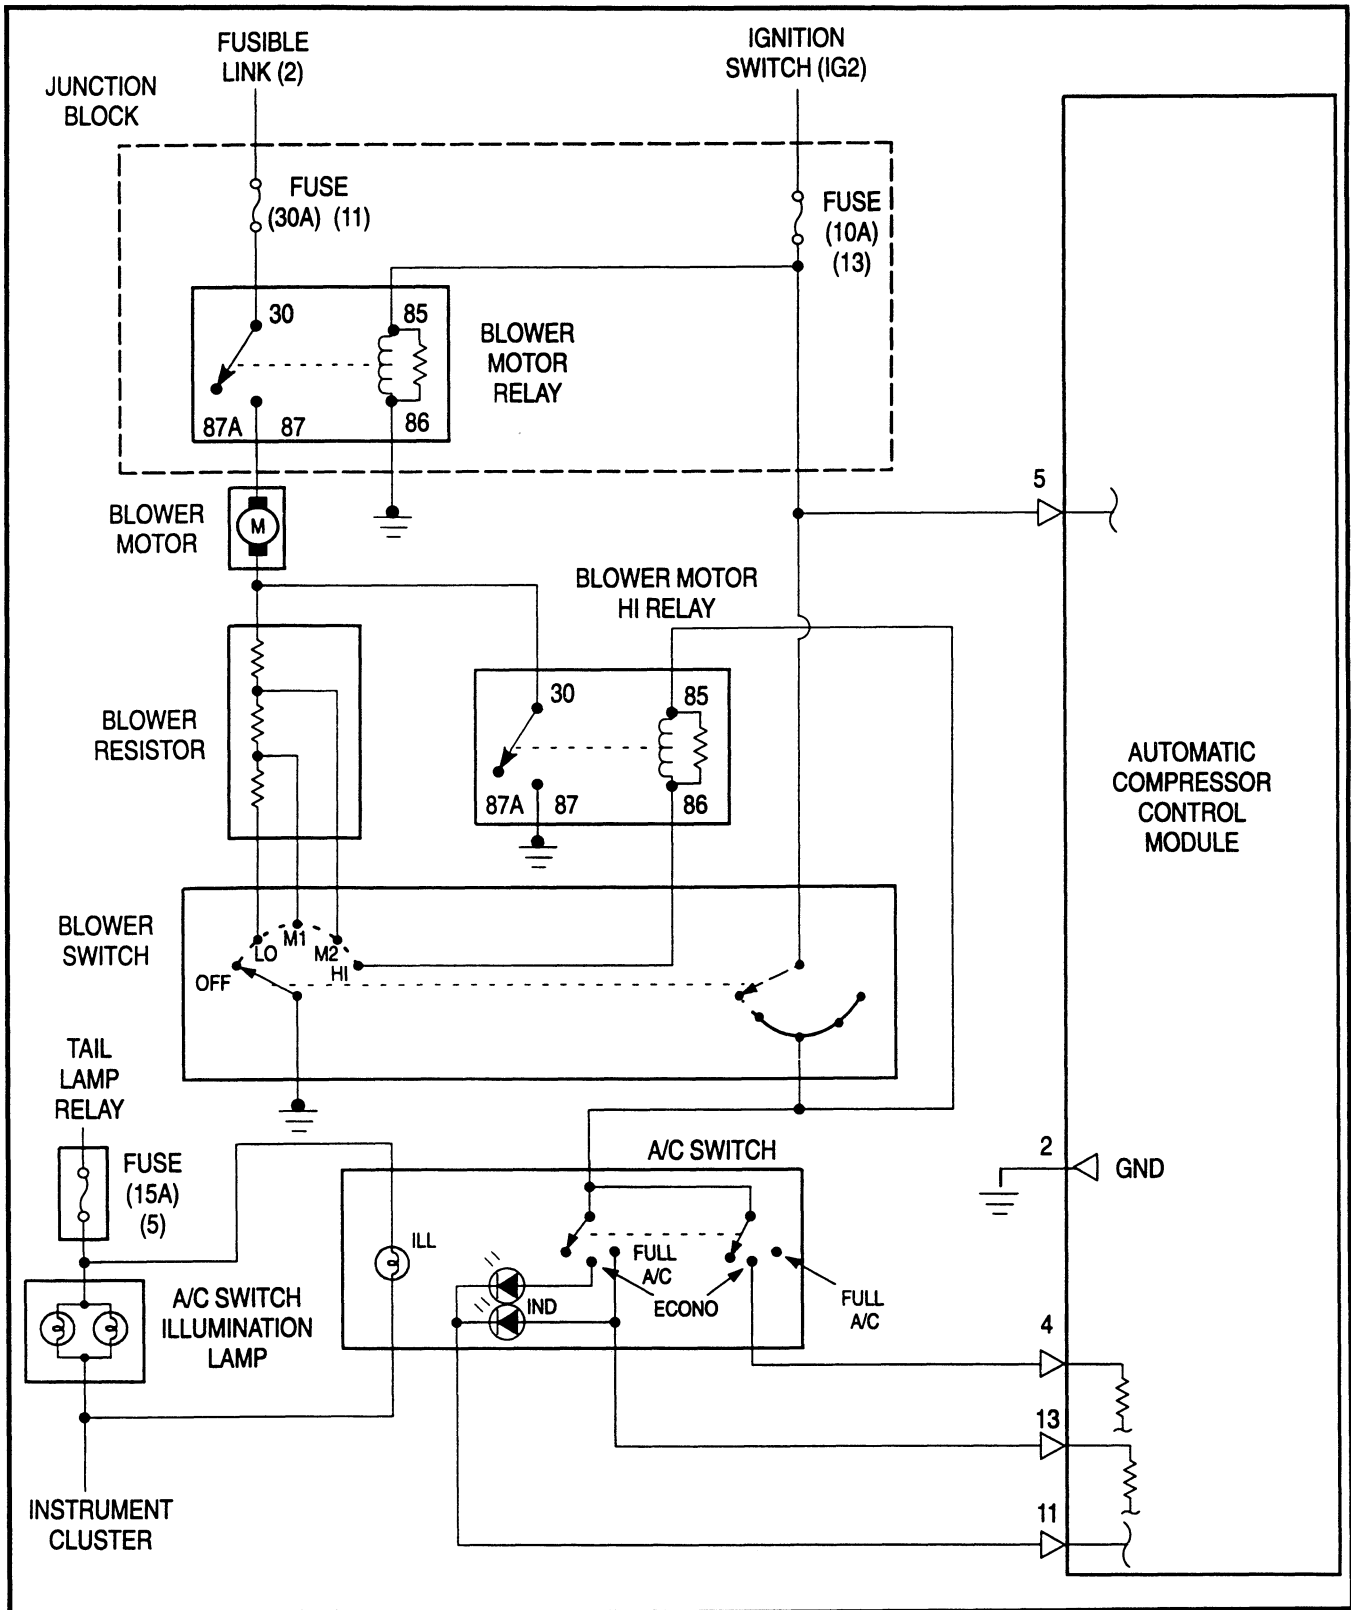 FUSIBLE
LINK (2)
IGNITION
SWITCH (IG2)
JUNCTION
BLOCK
FUSE
(30A) (11)
FUSE
(10A)
(13)
30
85
87A
87
86
BLOWER
MOTOR
RELAY
5
BLOWER
MOTOR
M
BLOWER MOTOR
HI RELAY
30
85
87A
87
86
BLOWER
RESISTOR
AUTOMATIC
COMPRESSOR
CONTROL
MODULE
BLOWER
SWITCH
OFF
LO
M1
M2
HI
TAIL
LAMP
RELAY
FUSE
(15A)
(5)
A/C SWITCH
2
GND
ILL
IND
FULL
A/C
ECONO
FULL
A/C
A/C SWITCH
ILLUMINATION
LAMP
4
13
11
INSTRUMENT
CLUSTER